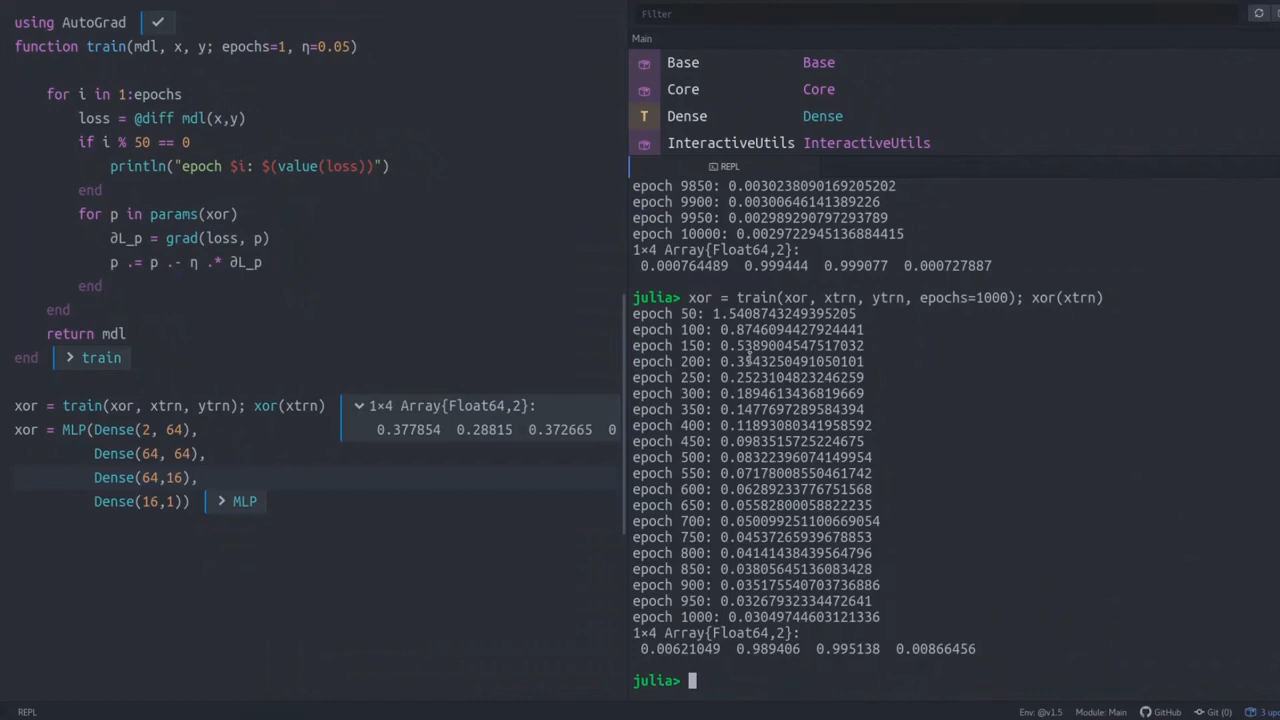 using AutoGrad ✓
function train(mdl, x, y; epochs=1, η=0.05)
for i in 1:epochs
loss = @diff mdl(x,y)
if i % 50 == 0
println("epoch $i: $(value(loss))")
end
for p in params(xor)
∂L_p = grad(loss, p)
p .= p .- η .* ∂L_p
end
end
return mdl
end > train
xor = train(xor, xtrn, ytrn); xor(xtrn)
1×4 Array{Float64,2}:
0.377854 0.28815 0.372665 0
xor = MLP(Dense(2, 64),
Dense(64, 64),
Dense(64,16),
Dense(16,1)) > MLP
Filter
Main
Base Base
Core Core
T Dense Dense
InteractiveUtils InteractiveUtils
REPL
epoch 9850: 0.0030238090169205202
epoch 9900: 0.00300646141389226
epoch 9950: 0.002989290797293789
epoch 10000: 0.0029722945136884415
1×4 Array{Float64,2}:
0.000764489 0.999444 0.999077 0.000727887
julia> xor = train(xor, xtrn, ytrn, epochs=1000); xor(xtrn)
epoch 50: 1.5408743249395205
epoch 100: 0.8746094427924441
epoch 150: 0.5389004547517032
epoch 200: 0.3543250491050101
epoch 250: 0.2523104823246259
epoch 300: 0.1894613436819669
epoch 350: 0.1477697289584394
epoch 400: 0.11893080341958592
epoch 450: 0.0983515725224675
epoch 500: 0.08322396074149954
epoch 550: 0.07178008550461742
epoch 600: 0.06289233776751568
epoch 650: 0.05582800058822235
epoch 700: 0.050099251100669054
epoch 750: 0.04537265939678853
epoch 800: 0.04141438439564796
epoch 850: 0.03805645136083428
epoch 900: 0.035175540703736886
epoch 950: 0.03267932334472641
epoch 1000: 0.03049744603121336
1×4 Array{Float64,2}:
0.00621049 0.989406 0.995138 0.00866456
julia>
REPL
Env: @v1.5 Module: Main GitHub Git (0) 3 up